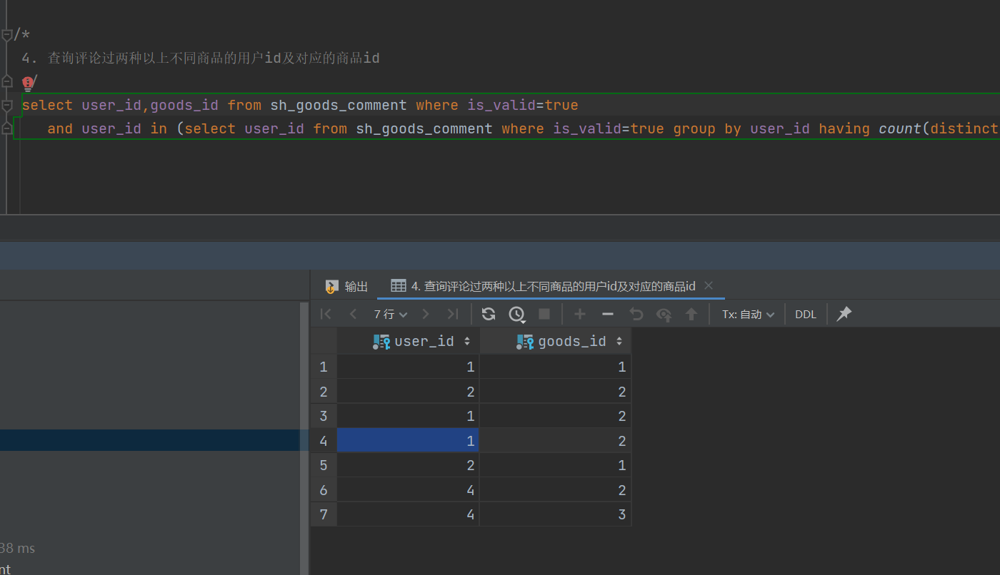 /*
4. 查询评论过两种以上不同商品的用户id及对应的商品id
*/
select user_id,goods_id from sh_goods_comment where is_valid=true
and user_id in (select user_id from sh_goods_comment where is_valid=true group by user_id having count(distinct
输出
4. 查询评论过两种以上不同商品的用户id及对应的商品id
7 行
Tx: 自动
DDL
user_id goods_id
1 1 1
2 2 2
3 1 2
4 1 2
5 2 1
6 4 2
7 4 3
38 ms
nt